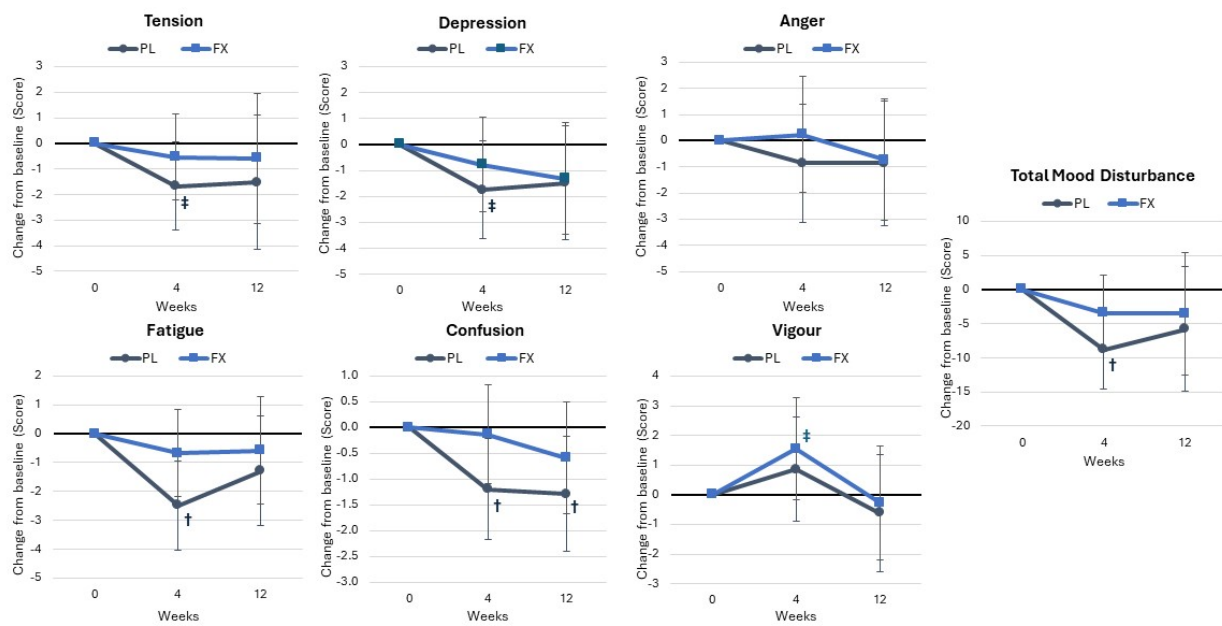 Tension
PL FX
Change from baseline (Score)
3
2
1
0
-1
-2
-3
-4
-5
‡
0 4 12
Weeks
Depression
PL FX
Change from baseline (Score)
3
2
1
0
-1
-2
-3
-4
-5
‡
0 4 12
Weeks
Anger
PL FX
Change from baseline (Score)
3
2
1
0
-1
-2
-3
-4
-5
0 4 12
Weeks
Total Mood Disturbance
PL FX
Change from baseline (Score)
10
5
0
-5
-10
-15
-20
†
0 4 12
Weeks
Fatigue
PL FX
Change from baseline (Score)
2
1
0
-1
-2
-3
-4
-5
†
0 4 12
Weeks
Confusion
PL FX
Change from baseline (Score)
1.0
0.5
0.0
-0.5
-1.0
-1.5
-2.0
-2.5
-3.0
† †
0 4 12
Weeks
Vigour
PL FX
Change from baseline (Score)
4
3
2
1
0
-1
-2
-3
‡
0 4 12
Weeks